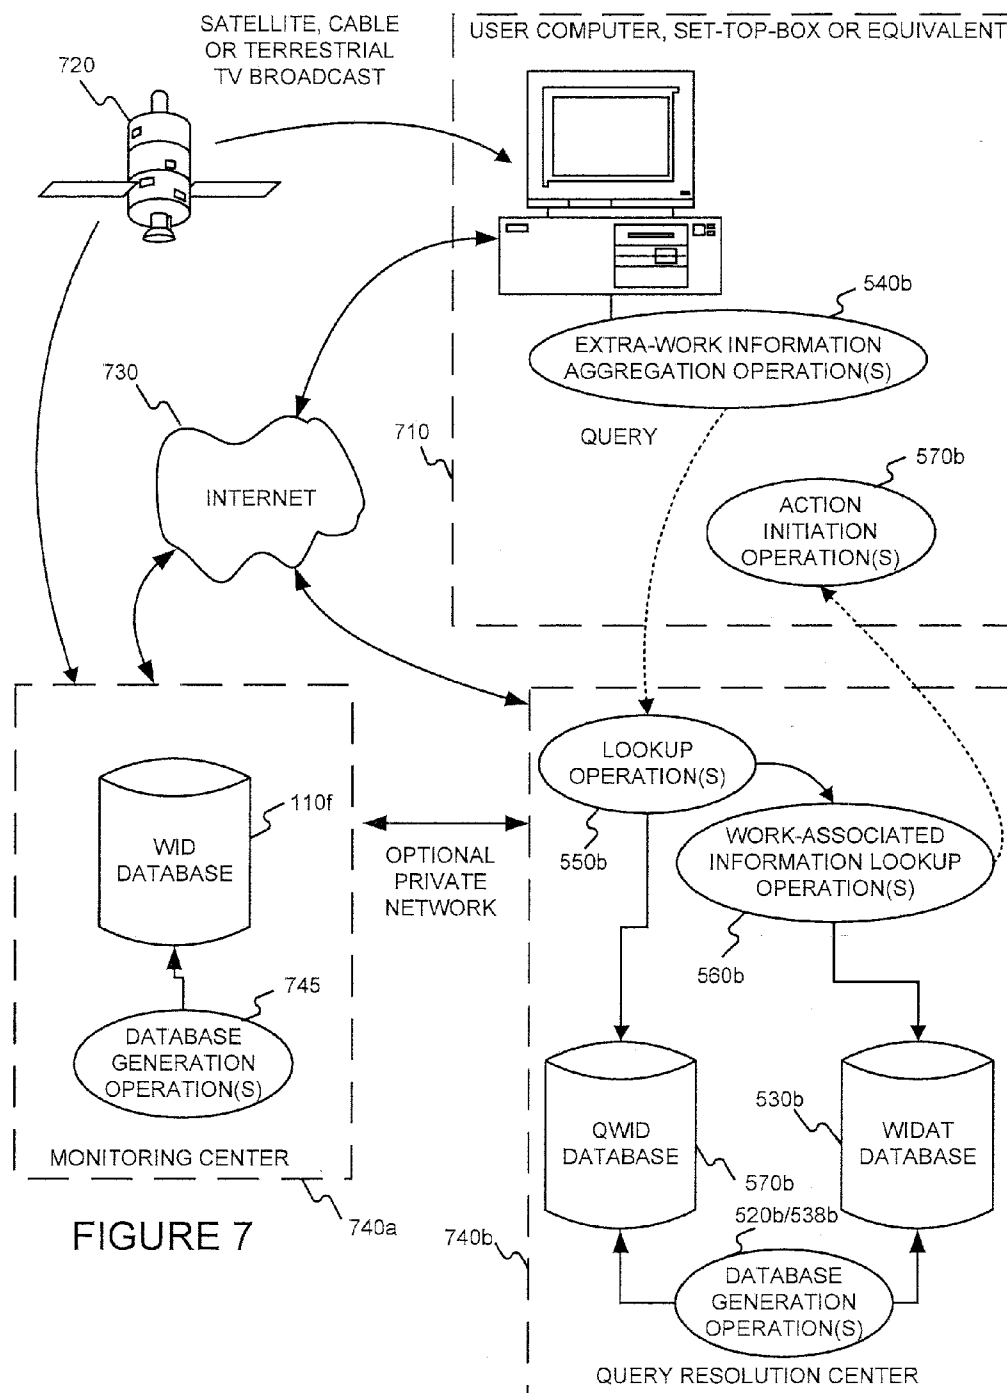 SATELLITE, CABLE
OR TERRESTRIAL
TV BROADCAST
720
USER COMPUTER, SET-TOP-BOX OR EQUIVALENT
540b
EXTRA-WORK INFORMATION
AGGREGATION OPERATION(S)
730
QUERY
710
570b
INTERNET
ACTION
INITIATION
OPERATION(S)
LOOKUP
OPERATION(S)
110f
WID
DATABASE
550b
OPTIONAL
PRIVATE
NETWORK
WORK-ASSOCIATED
INFORMATION LOOKUP
OPERATION(S)
560b
745
DATABASE
GENERATION
OPERATION(S)
530b
QWID
DATABASE
WIDAT
DATABASE
MONITORING CENTER
570b
520b/538b
FIGURE 7
740a
740b
DATABASE
GENERATION
OPERATION(S)
QUERY RESOLUTION CENTER